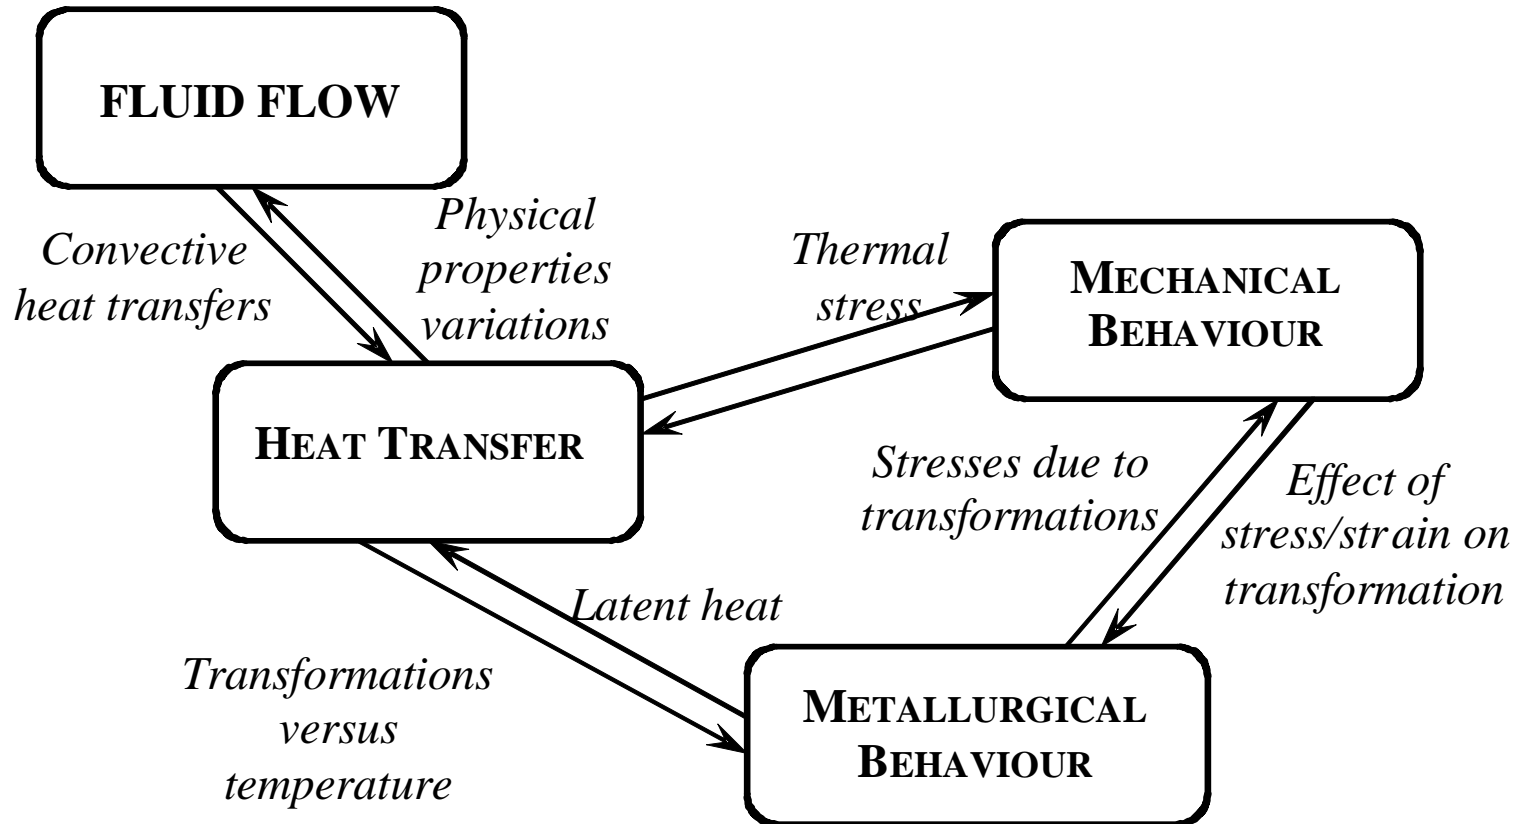 FLUID FLOW
Convective
heat transfers
Physical
properties
variations
Thermal
stress
MECHANICAL
BEHAVIOUR
HEAT TRANSFER
Stresses due to
transformations
Effect of
stress/strain on
transformation
Latent heat
Transformations
versus
temperature
METALLURGICAL
BEHAVIOUR